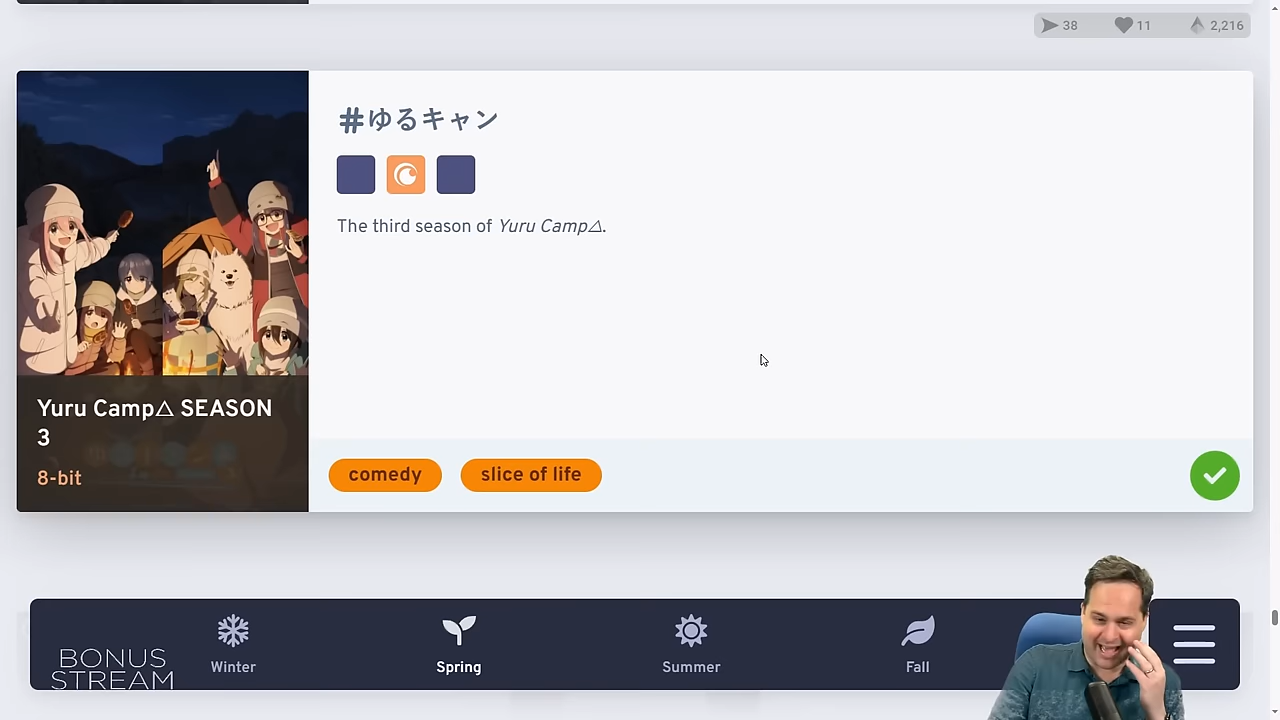 38 11 2,216
#ゆるキャン
The third season of Yuru Camp△.
Yuru Camp△ SEASON
3
8-bit
comedy slice of life
BONUS
STREAM
Winter Spring Summer Fall